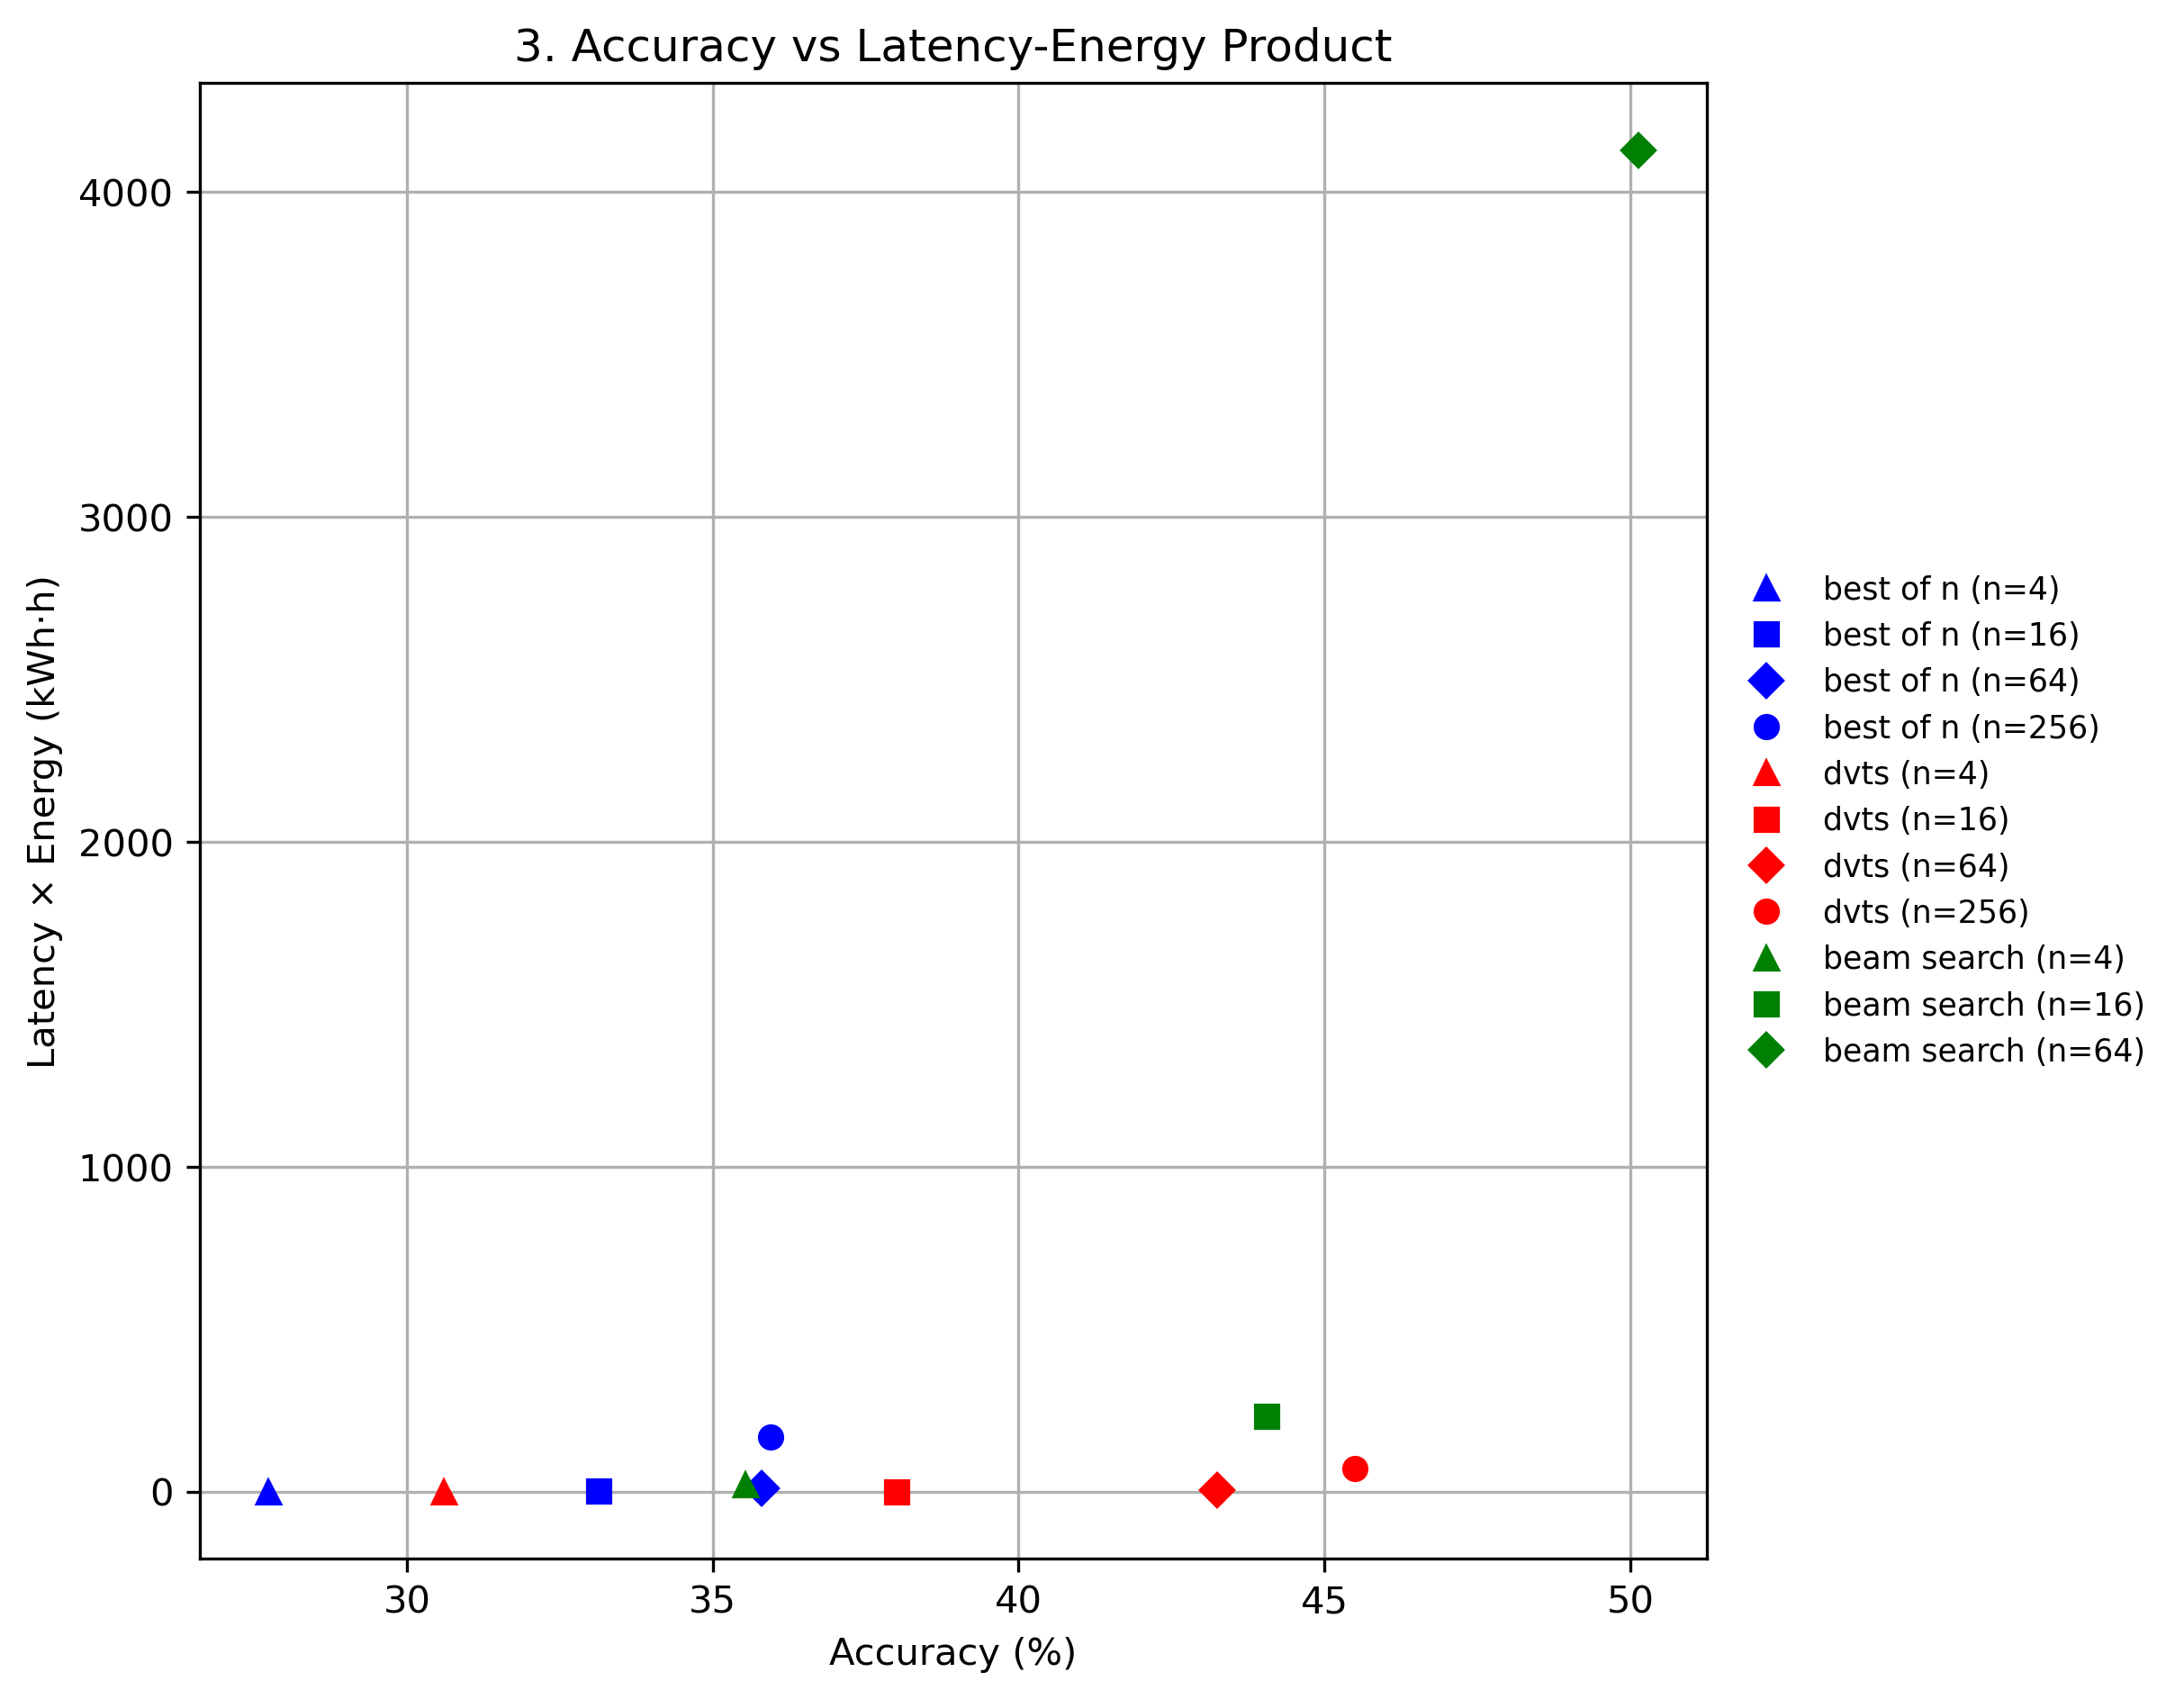 3. Accuracy vs Latency-Energy Product
Latency × Energy (kWh·h)
4000
3000
2000
1000
0
30
35
40
45
50
Accuracy (%)
best of n (n=4)
best of n (n=16)
best of n (n=64)
best of n (n=256)
dvts (n=4)
dvts (n=16)
dvts (n=64)
dvts (n=256)
beam search (n=4)
beam search (n=16)
beam search (n=64)